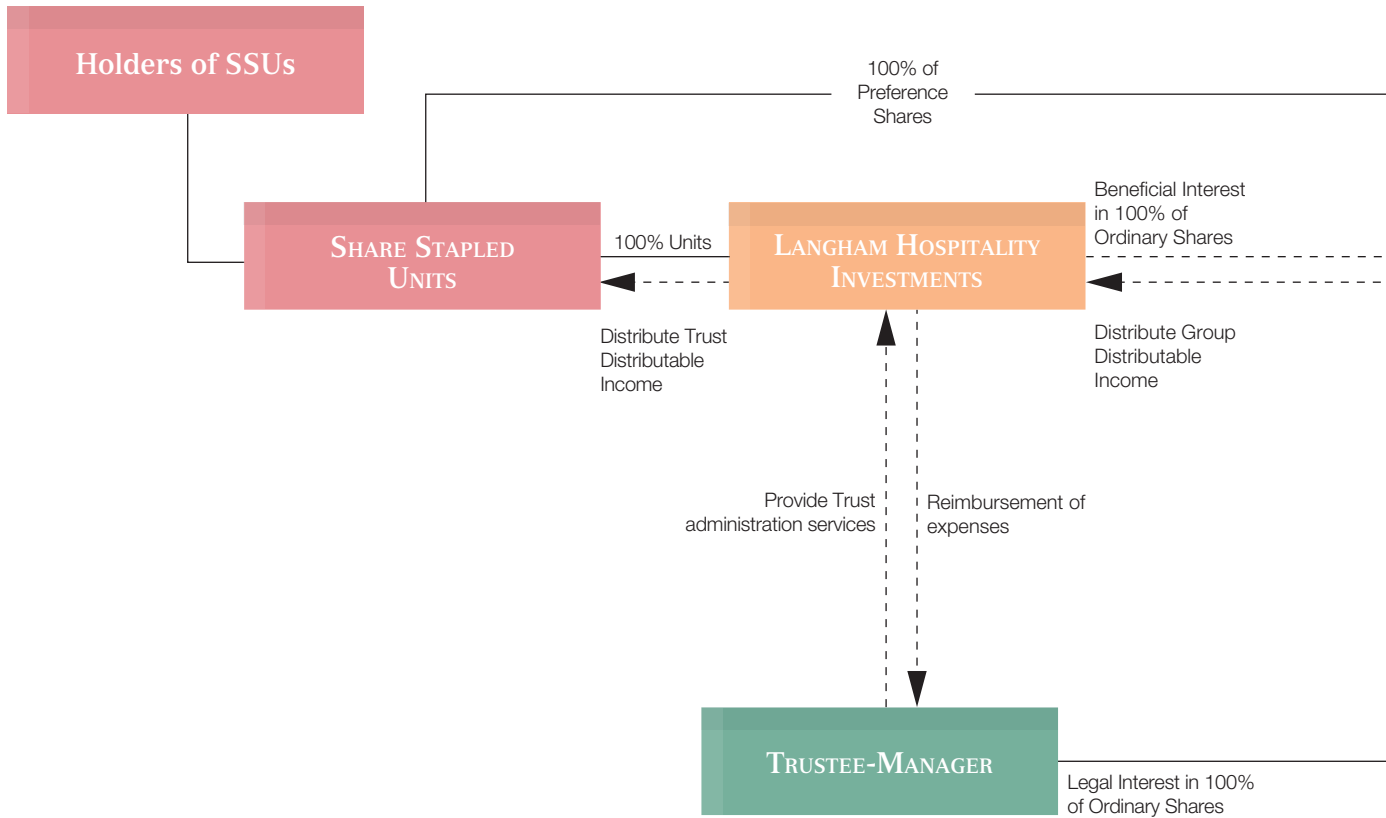 Holders of SSUs
100% of
Preference
Shares
Beneficial Interest
in 100% of
Ordinary Shares
SHARE STAPLED
UNITS
100% Units
LANGHAM HOSPITALITY
INVESTMENTS
Distribute Trust
Distributable
Income
Distribute Group
Distributable
Income
Provide Trust
administration services
Reimbursement of
expenses
TRUSTEE-MANAGER
Legal Interest in 100%
of Ordinary Shares